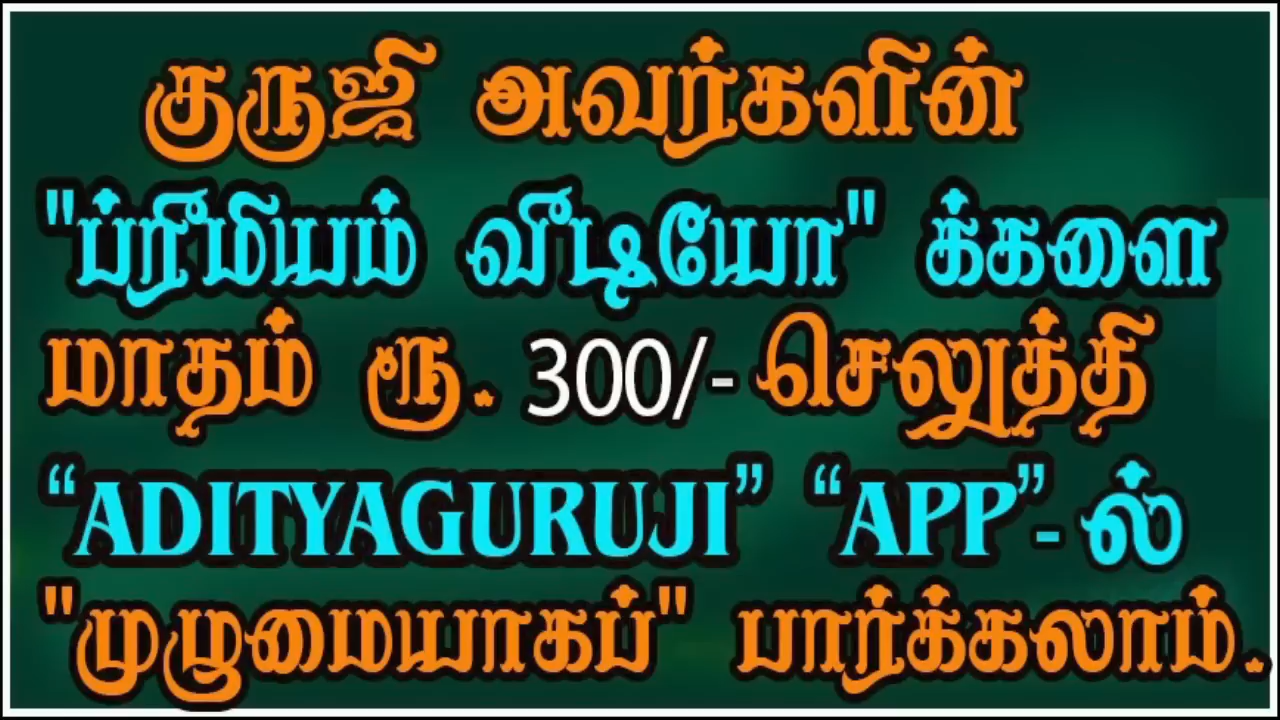 குருஜி அவர்களின்
"ப்ரீமியம் வீடியோ" க்களை
மாதம் ரூ. 300/- செலுத்தி
“ADITYAGURUJI” “APP”- ல்
"முழுமையாகப்" பார்க்கலாம்.